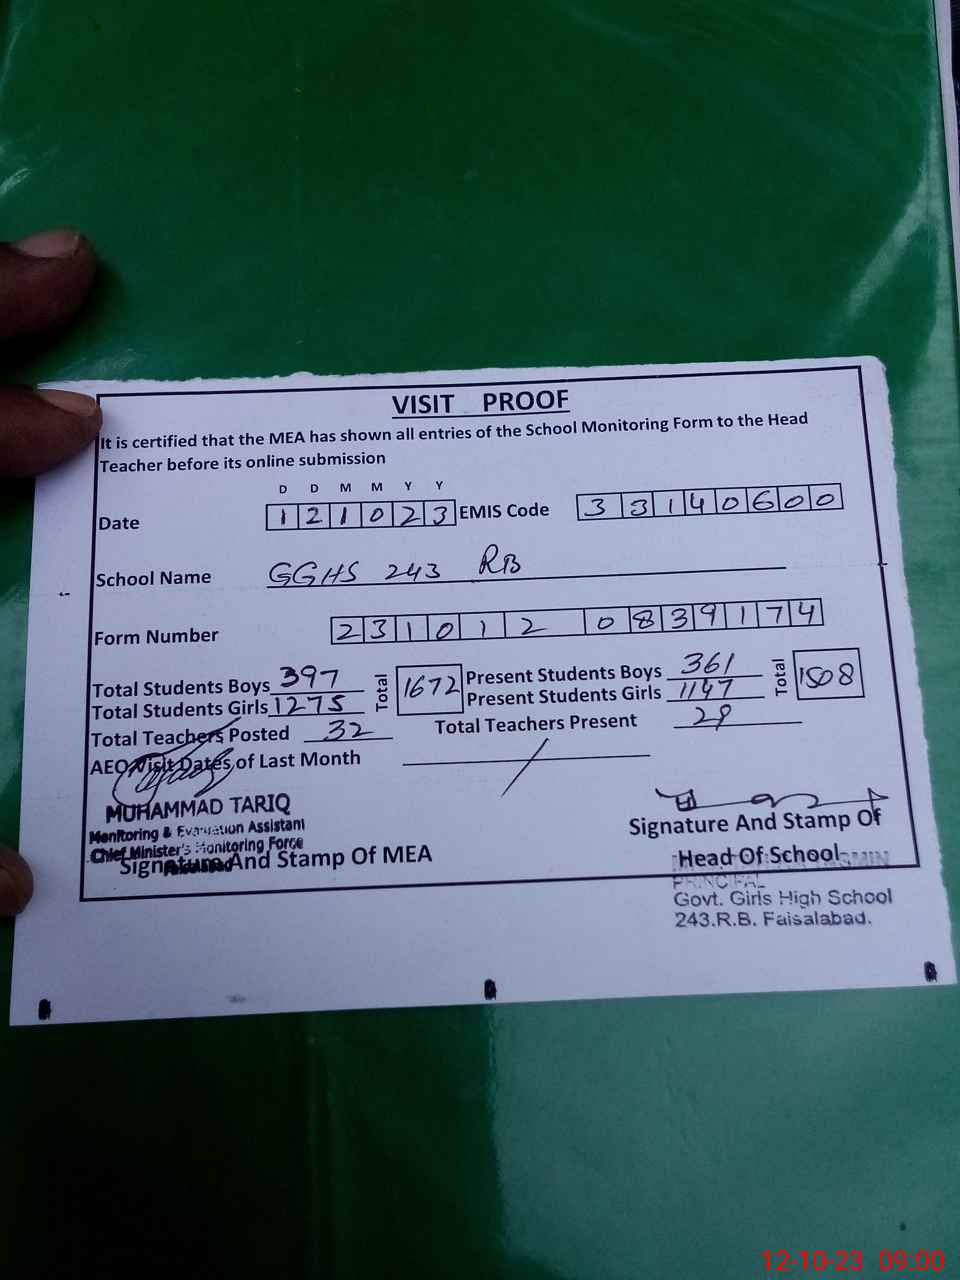 VISIT PROOF
It is certified that the MEA has shown all entries of the School Monitoring Form to the Head
Teacher before its online submission
D D M M Y Y
Date 1 2 1 0 2 3 EMIS Code 3 3 1 4 0 6 0 0
School Name GGHS 243 RB
Form Number 2 3 1 0 1 2 0 8 3 9 1 7 4
Total Students Boys 397 Total 1672 Present Students Boys 361 Total 1508
Total Students Girls 1275 Present Students Girls 1147
Total Teachers Posted 32 Total Teachers Present 29
AEO Visit Dates of Last Month /
MUHAMMAD TARIQ
Monitoring & Evaluation Assistant
Chief Minister's Monitoring Force
Faisalabad
Signature And Stamp Of MEA
Signature And Stamp Of
Head Of School
PRINCIPAL
Govt. Girls High School
243.R.B. Faisalabad.
12-10-23 09:00